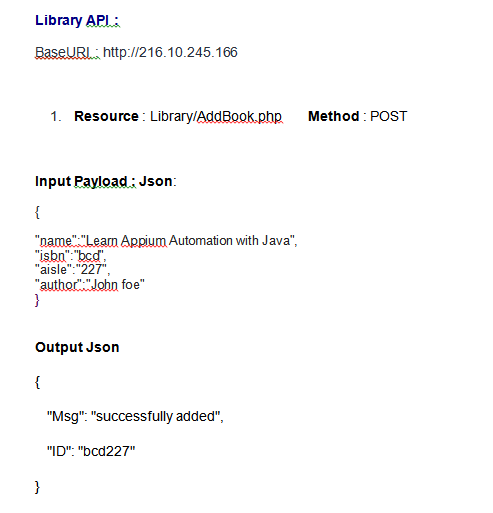 Library API :
BaseURI : http://216.10.245.166
1. Resource : Library/AddBook.php Method : POST
Input Payload : Json:
{
"name":"Learn Appium Automation with Java",
"isbn":"bcd",
"aisle":"227",
"author":"John foe"
}
Output Json
{
"Msg": "successfully added",
"ID": "bcd227"
}